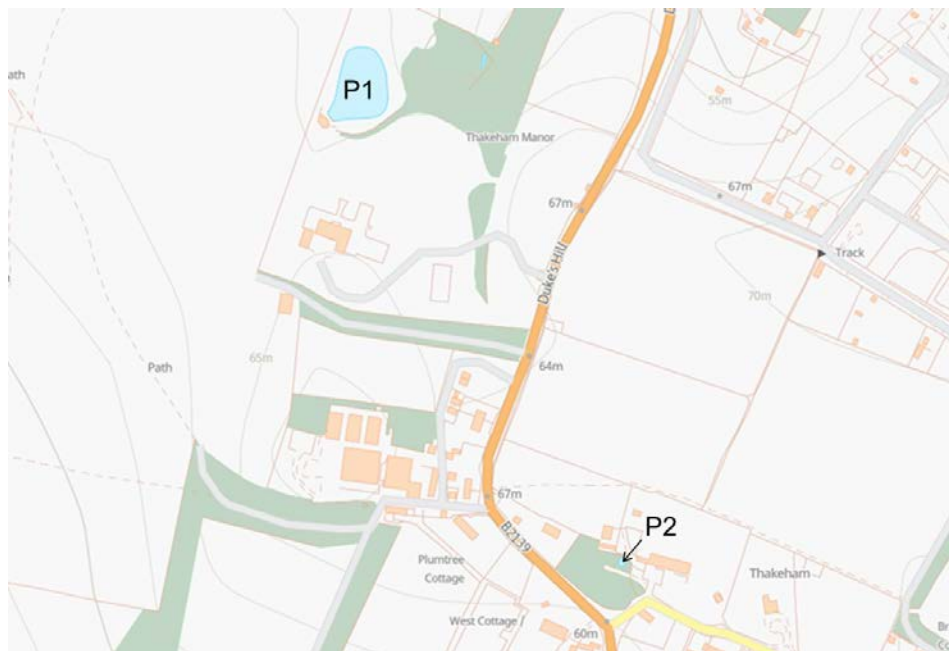 P1
ath
55m
Thakeham Manor
67m
67m
Duke's Hill
Track
70m
65m
64m
Path
67m
B2139
P2
Plumtree
Cottage
Thakeham
West Cottage /
60m
Br